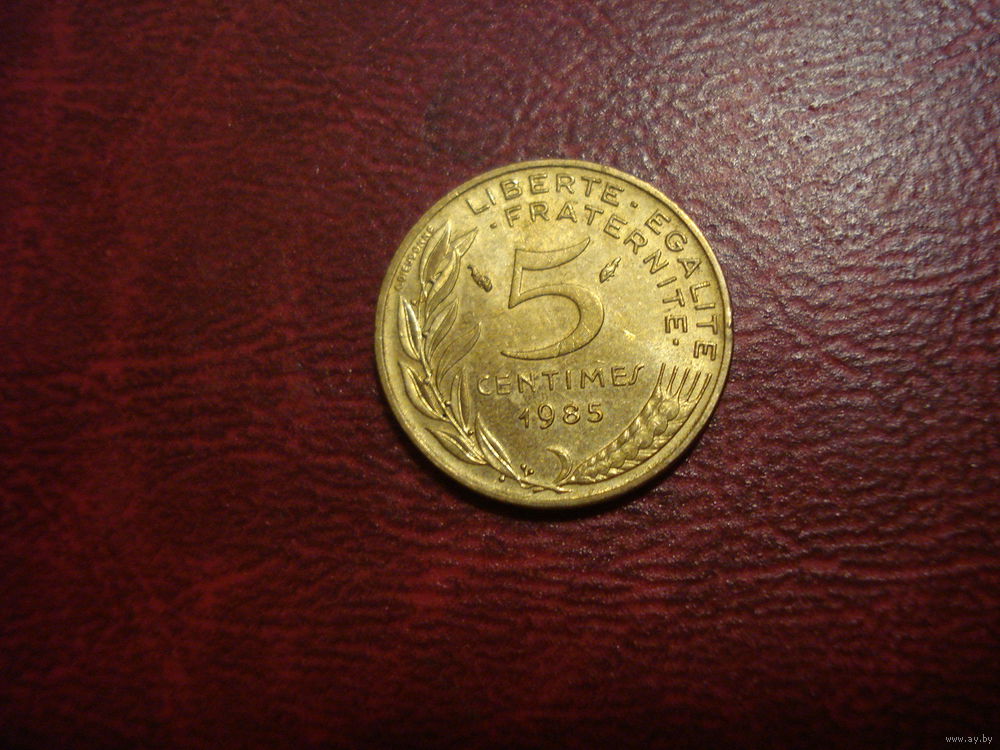 LIBERTE · EGALITE
· FRATERNITE ·
5
CENTIMES
1985
www.ay.by